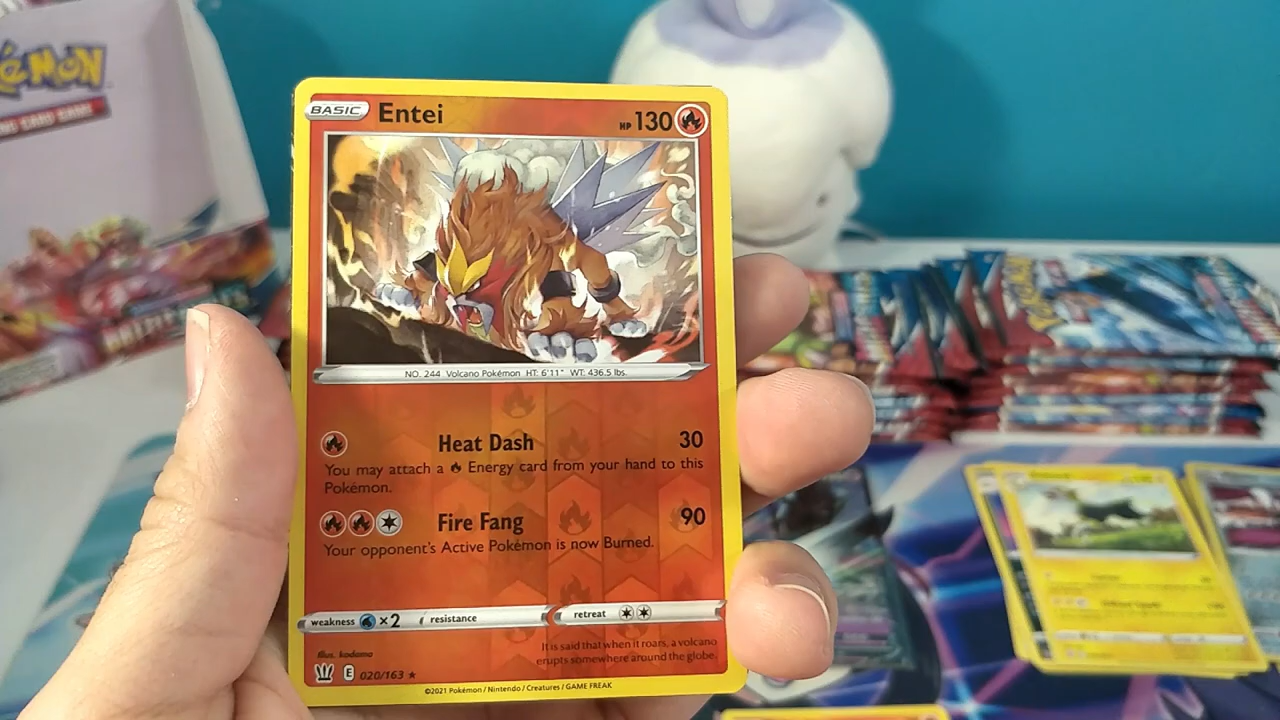 POKéMON
BASIC
Entei
HP 130
NO. 244 Volcano Pokémon HT: 6'11" WT: 436.5 lbs.
Heat Dash 30
You may attach a Energy card from your hand to this
Pokémon.
Fire Fang 90
Your opponent's Active Pokémon is now Burned.
weakness ×2 resistance retreat
It is said that when it roars, a volcano
erupts somewhere around the globe.
Illus. kodama
E 020/163 ★
©2021 Pokémon / Nintendo / Creatures / GAME FREAK